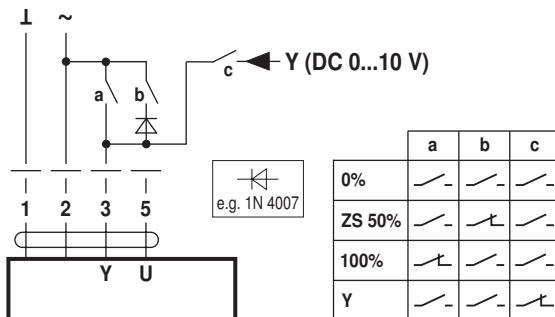 ⊥ ~
a b c Y (DC 0...10 V)
e.g. 1N 4007
1 2 3 5
Y U
a b c
0%
ZS 50%
100%
Y